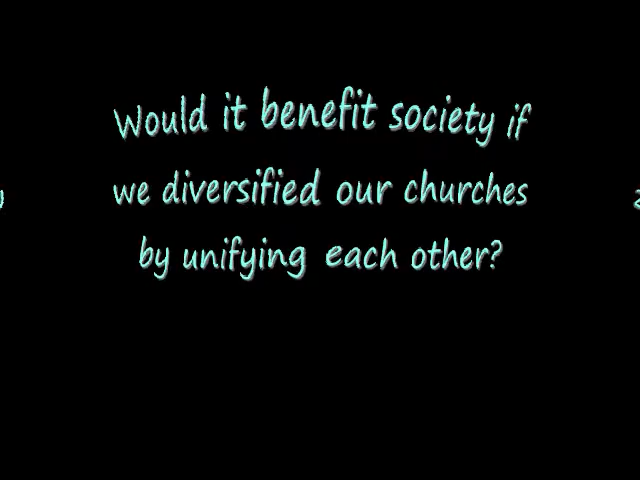 Would it benefit society if
we diversified our churches
by unifying each other?